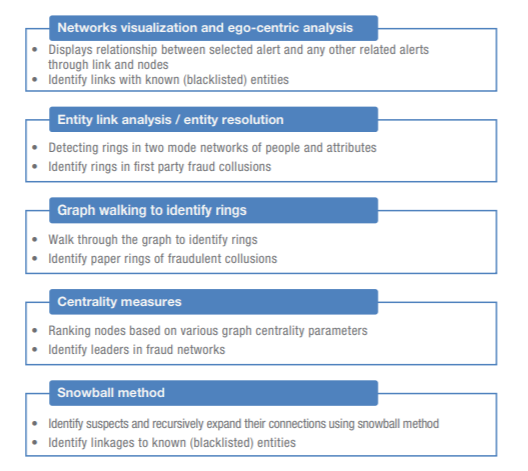 Networks visualization and ego-centric analysis
• Displays relationship between selected alert and any other related alerts
through link and nodes
• Identify links with known (blacklisted) entities
Entity link analysis / entity resolution
• Detecting rings in two mode networks of people and attributes
• Identify rings in first party fraud collusions
Graph walking to identify rings
• Walk through the graph to identify rings
• Identify paper rings of fraudulent collusions
Centrality measures
• Ranking nodes based on various graph centrality parameters
• Identify leaders in fraud networks
Snowball method
• Identify suspects and recursively expand their connections using snowball method
• Identify linkages to known (blacklisted) entities